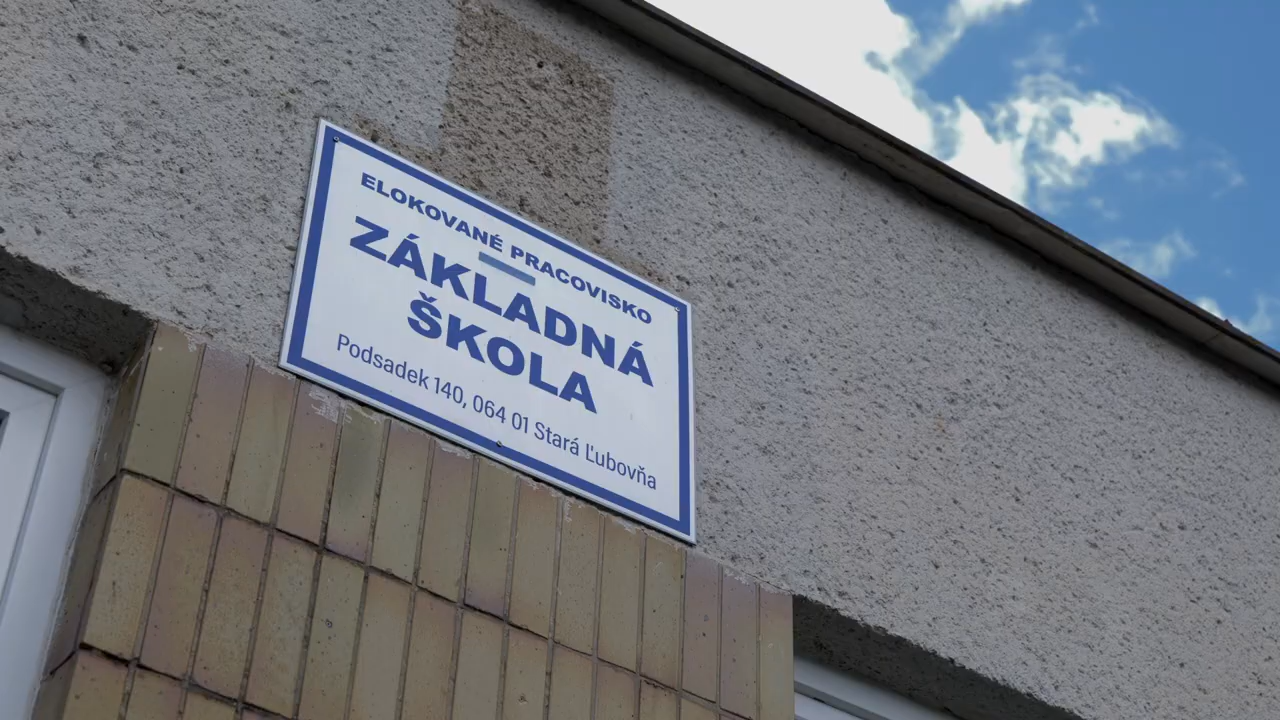 ELOKOVANÉ PRACOVISKO
ZÁKLADNÁ
ŠKOLA
Podsadek 140, 064 01 Stará Ľubovňa